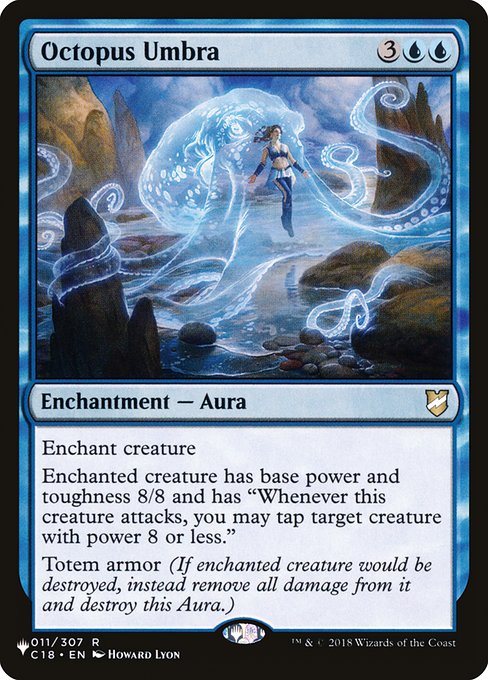 Octopus Umbra 3
Enchantment — Aura
Enchant creature
Enchanted creature has base power and
toughness 8/8 and has “Whenever this
creature attacks, you may tap target creature
with power 8 or less.”
Totem armor (If enchanted creature would be
destroyed, instead remove all damage from it
and destroy this Aura.)
011/307 R
C18 • EN Howard Lyon
™ & © 2018 Wizards of the Coast